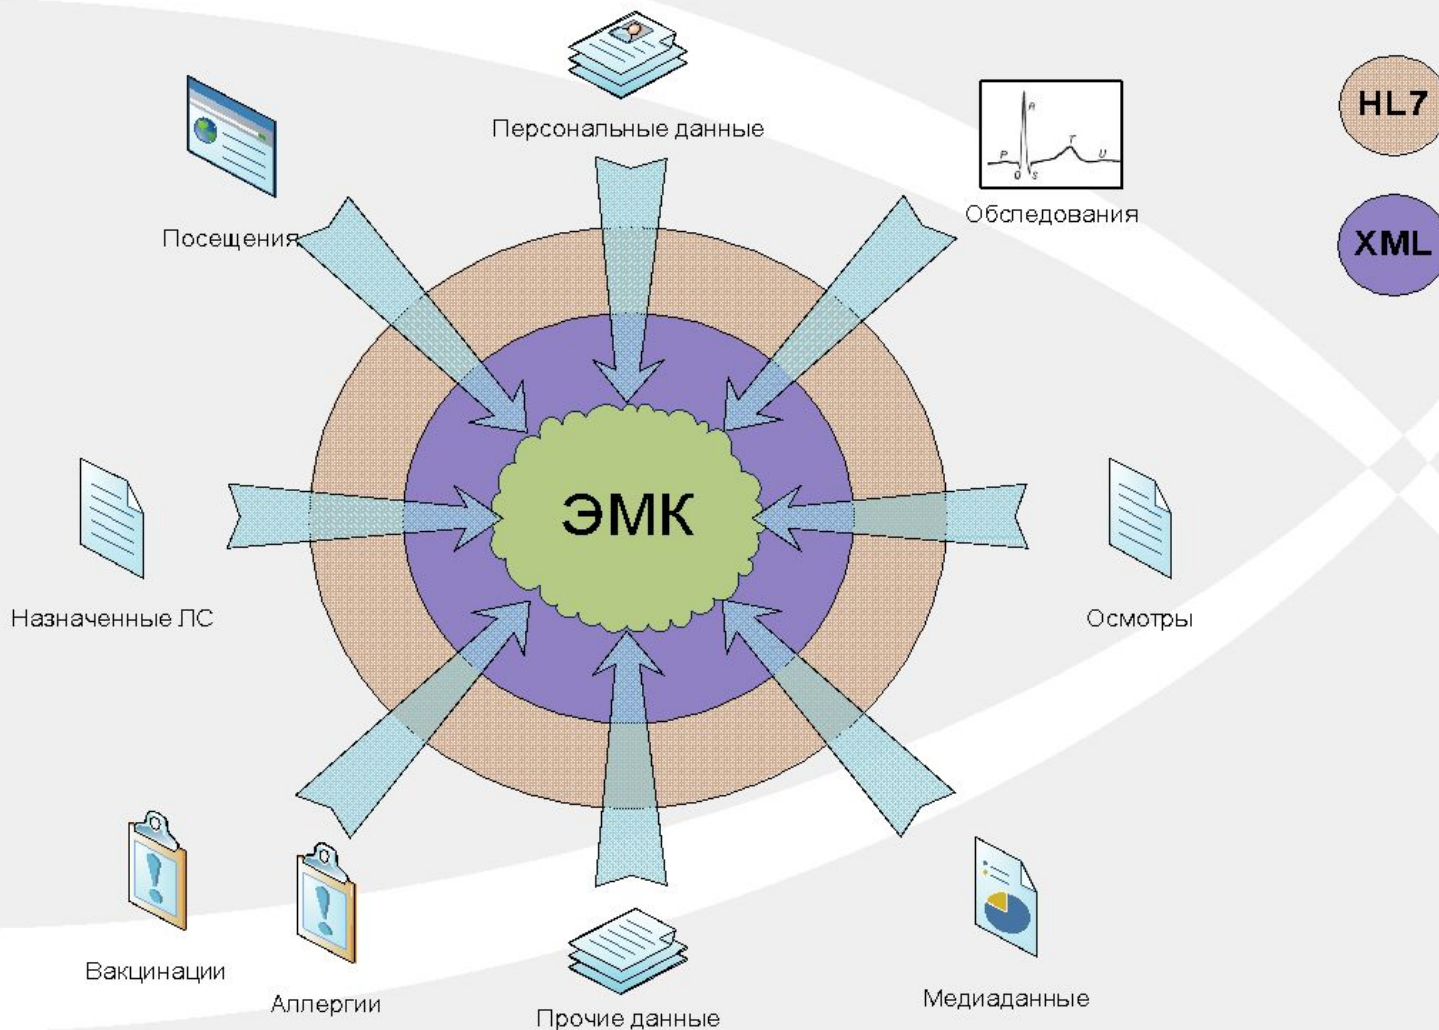 Персональные данные
HL7
P
R
Q
S
T
U
Обследования
Посещения
XML
ЭМК
Назначенные ЛС
Осмотры
Вакцинации
Аллергии
Прочие данные
Медиаданные